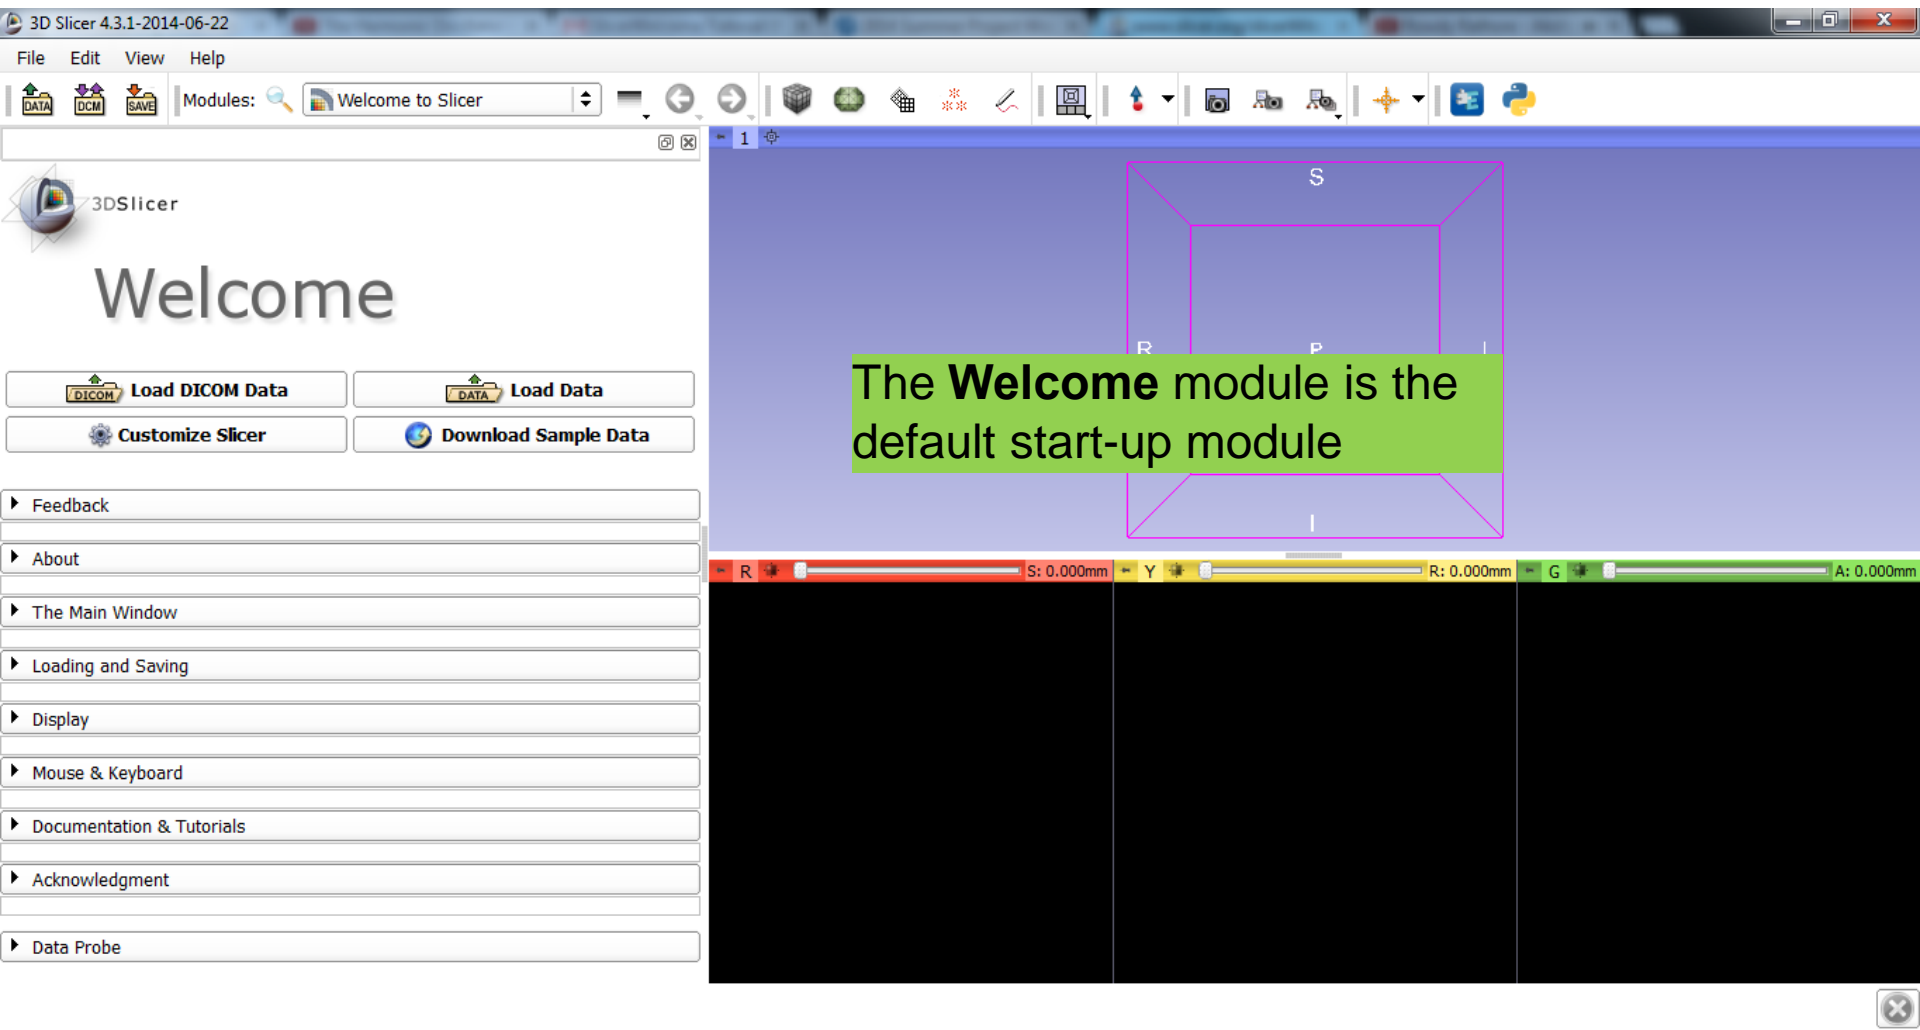 3D Slicer 4.3.1-2014-06-22
File Edit View Help
DATA DCM SAVE Modules: Welcome to Slicer
1
3DSlicer
Welcome
DICOM Load DICOM Data
DATA Load Data
Customize Slicer
Download Sample Data
Feedback
About
The Main Window
Loading and Saving
Display
Mouse & Keyboard
Documentation & Tutorials
Acknowledgment
Data Probe
S
R P
The Welcome module is the
default start-up module
I
R S: 0.000mm
Y R: 0.000mm
G A: 0.000mm